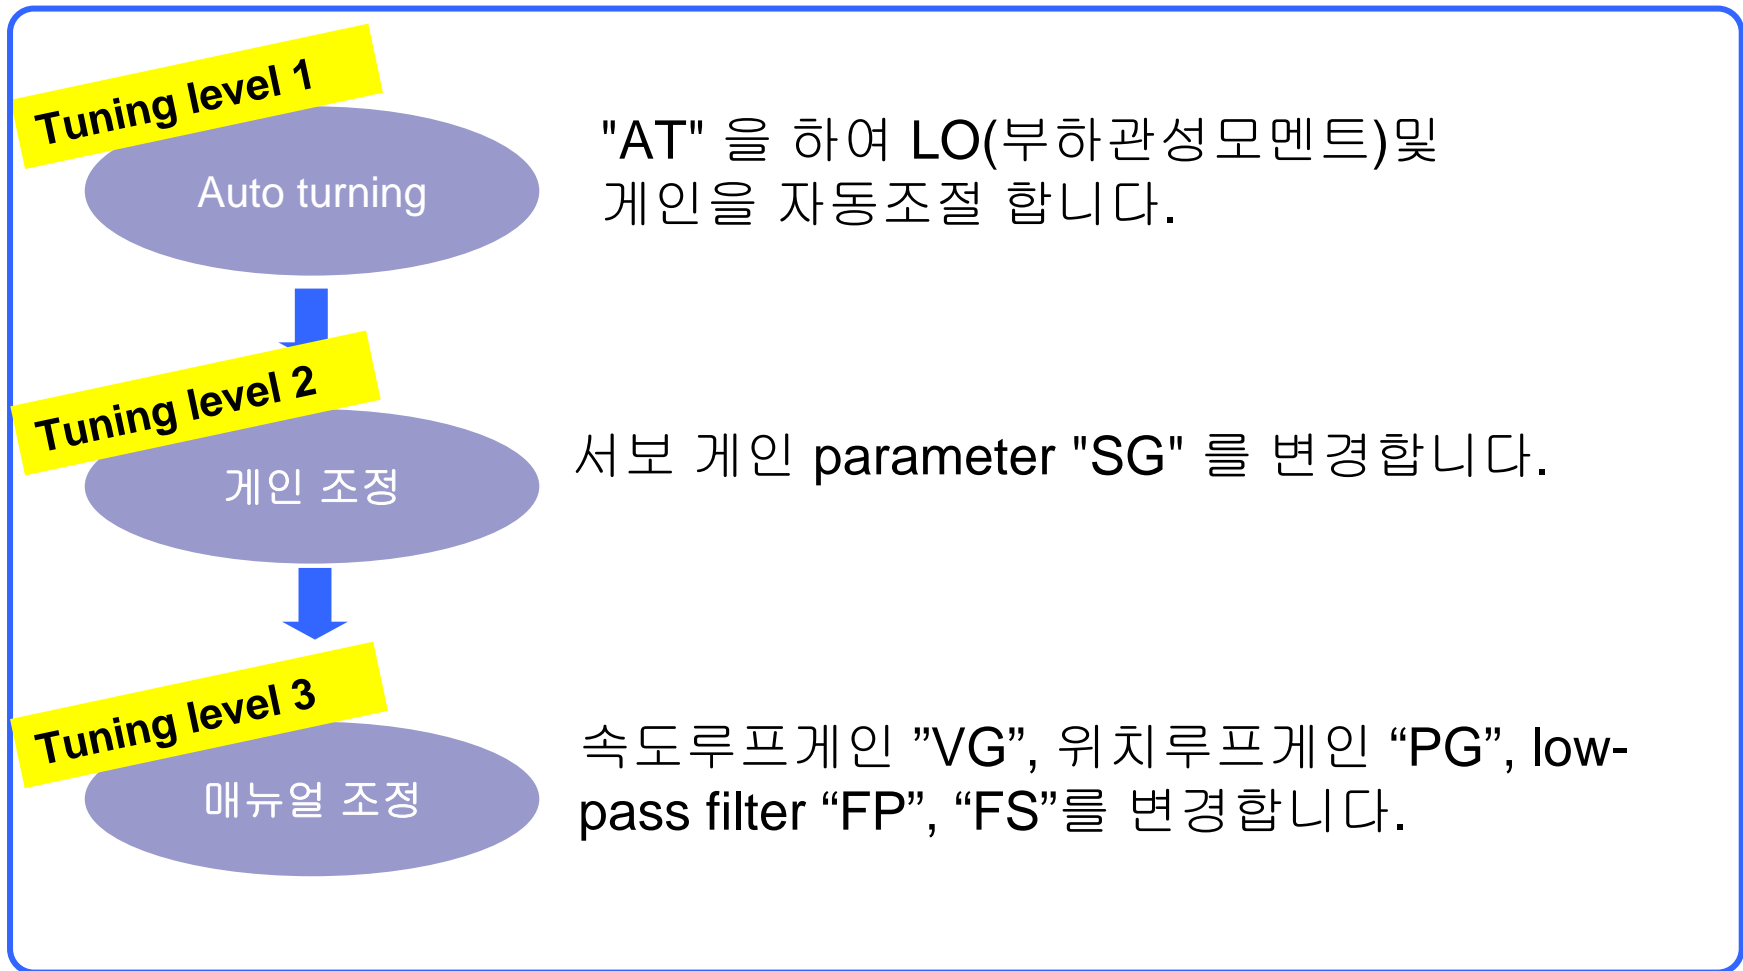 Tuning level 1
Auto turning
"AT" 을 하여 LO(부하관성모멘트)및
게인을 자동조절 합니다.
Tuning level 2
게인 조정
서보 게인 parameter "SG" 를 변경합니다.
Tuning level 3
매뉴얼 조정
속도루프게인 ”VG”, 위치루프게인 “PG”, low-
pass filter “FP”, “FS”를 변경합니다.